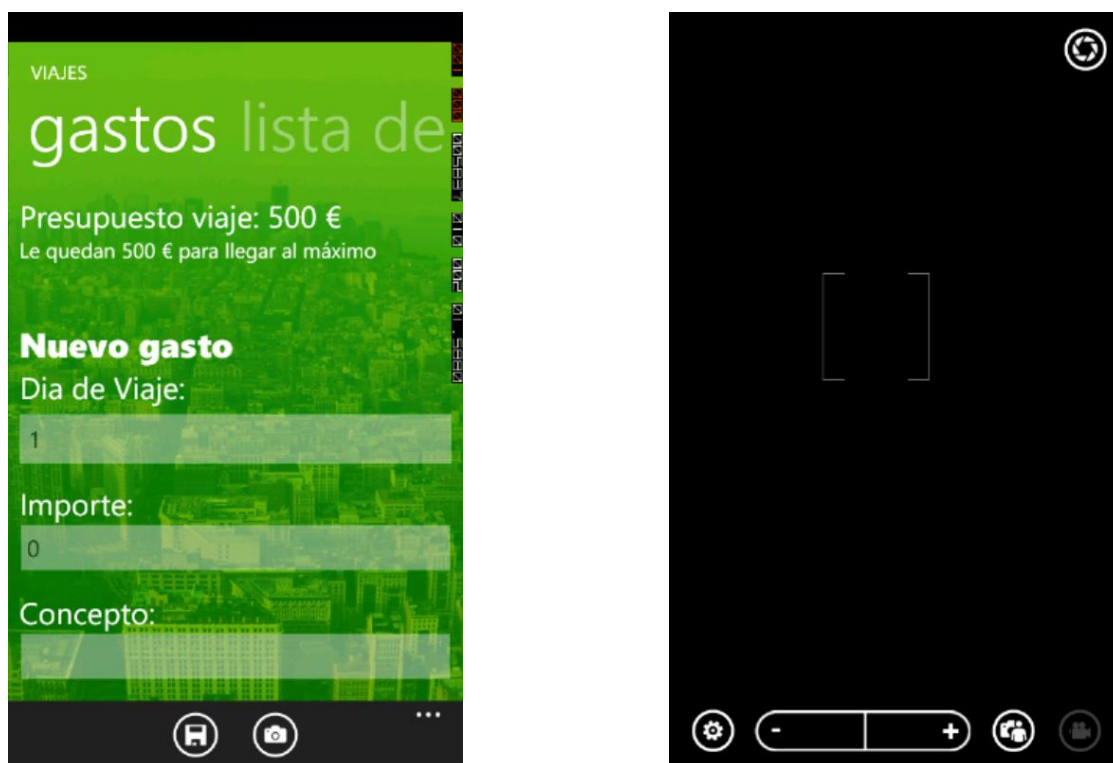 VIAJES
gastos lista de
Presupuesto viaje: 500 €
Le quedan 500 € para llegar al máximo
Nuevo gasto
Dia de Viaje:
1
Importe:
0
Concepto:
...
- +